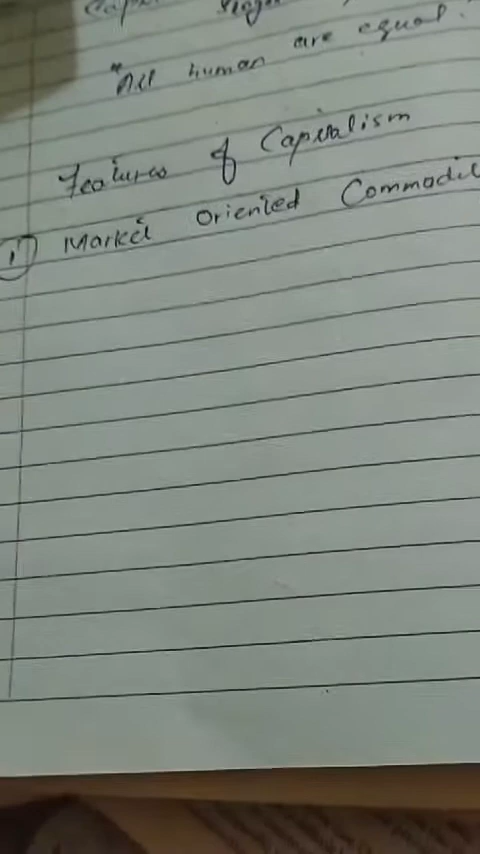 "All human are equal.
Features of Capitalism
① Market Oriented Commodi